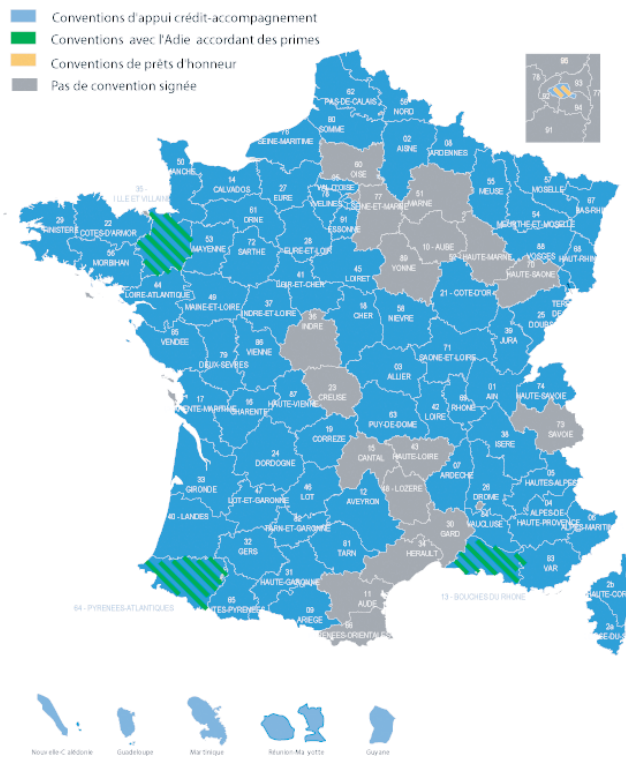 Conventions d'appui crédit-accompagnement
Conventions avec l'Adie accordant des primes
Conventions de prêts d'honneur
Pas de convention signée
95
78
93
92
94
77
91
62
PAS-DE-CALAIS
59
NORD
80
SOMME
76
SEINE-MARITIME
02
AISNE
08
ARDENNES
60
OISE
50
MANCHE
14
CALVADOS
27
EURE
95
VAL D'OISE
78
YVELINES
77
SEINE-ET-MARNE
51
MARNE
55
MEUSE
57
MOSELLE
67
BAS-RHIN
54
MEURTHE-ET-MOSELLE
35 -
ILLE ET VILLAINE
29
FINISTERE
22
COTES-D'ARMOR
56
MORBIHAN
53
MAYENNE
61
ORNE
72
SARTHE
28
EURE-ET-LOIR
91
ESSONNE
10 - AUBE
52 - HAUTE-MARNE
88
VOSGES
68
HAUT-RHIN
70
HAUTE-SAONE
44
LOIRE-ATLANTIQUE
49
MAINE-ET-LOIRE
37
INDRE-ET-LOIRE
41
LOIR-ET-CHER
45
LOIRET
89
YONNE
21 - COTE-D'OR
25
DOUBS
39
JURA
85
VENDEE
79
DEUX-SEVRES
86
VIENNE
36
INDRE
18
CHER
58
NIEVRE
71
SAONE-ET-LOIRE
03
ALLIER
23
CREUSE
87
HAUTE-VIENNE
17
16
CHARENTE
19
CORREZE
63
PUY-DE-DOME
42
LOIRE
69
RHONE
01
AIN
74
HAUTE-SAVOIE
73
SAVOIE
38
ISERE
24
DORDOGNE
33
GIRONDE
47
LOT-ET-GARONNE
46
LOT
15
CANTAL
43
HAUTE-LOIRE
48 - LOZERE
07
ARDECHE
26
DROME
05
HAUTES-ALPES
04
ALPES-DE-
HAUTE-PROVENCE
06
40 - LANDES
82
TARN-ET-GARONNE
12
AVEYRON
81
TARN
30
GARD
84
VAUCLUSE
34
HERAULT
83
VAR
32
GERS
31
HAUTE-GARONNE
65
09
ARIEGE
11
AUDE
66
64 - PYRENEES-ATLANTIQUES
13 - BOUCHES DU RHONE
2b
2a
Nouvelle-Calédonie
Guadeloupe
Martinique
Réunion-Mayotte
Guyane